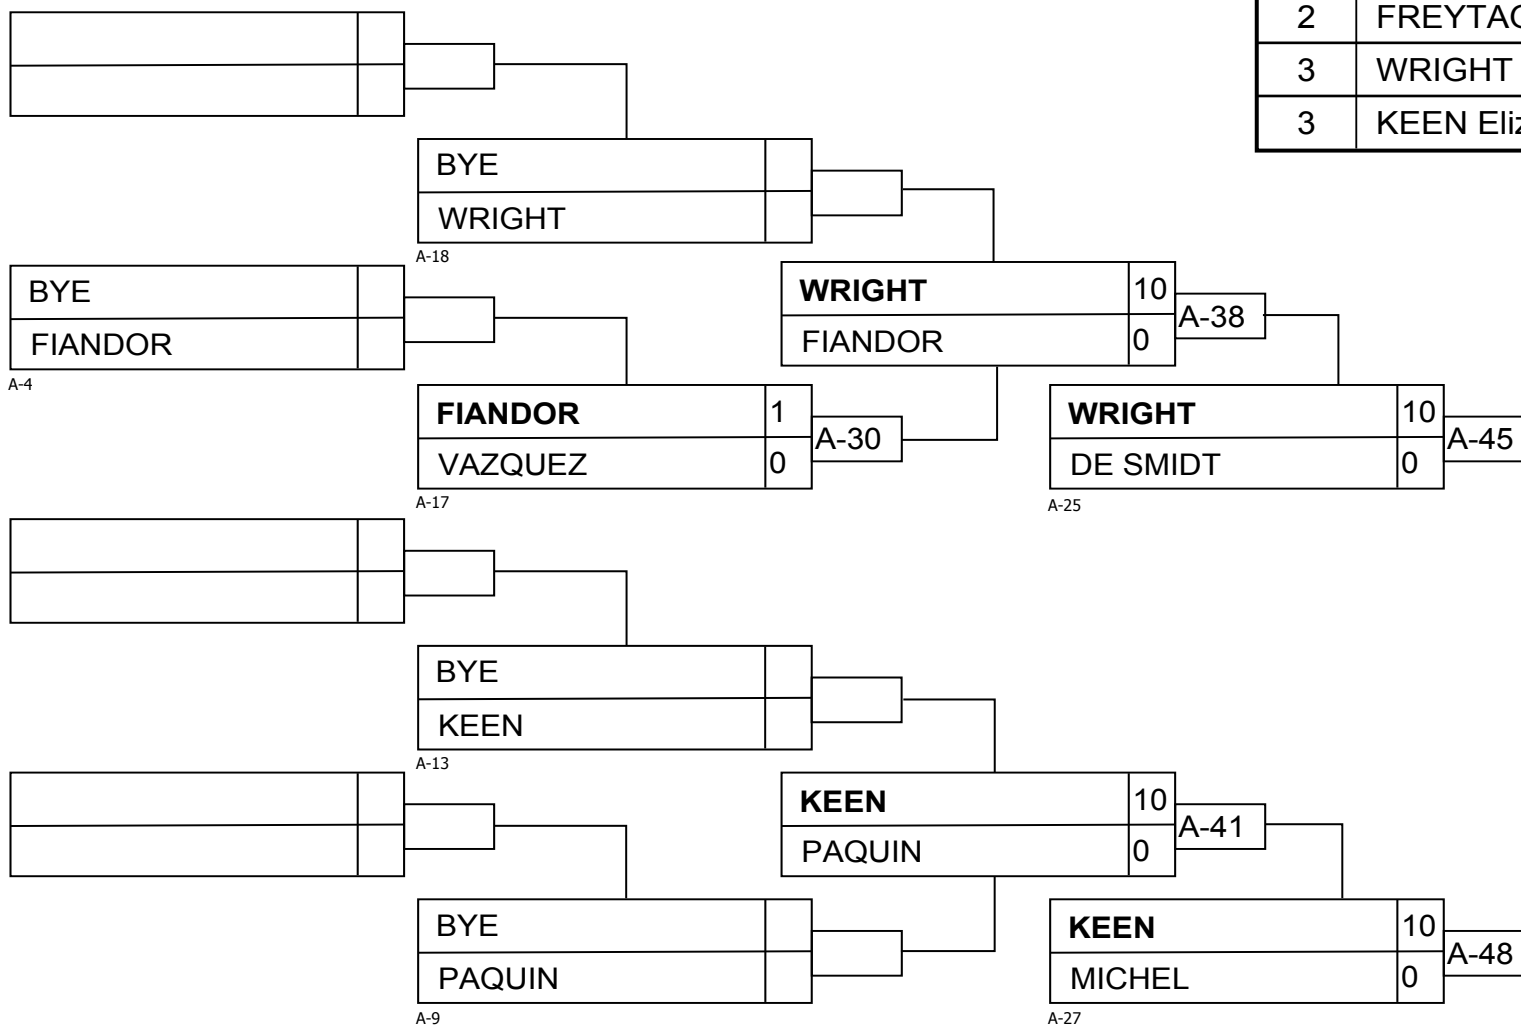 2 FREYTAG
3 WRIGHT
3 KEEN Eliz
BYE
WRIGHT
A-18
BYE
FIANDOR
A-4
WRIGHT 10
FIANDOR 0
A-38
FIANDOR 1
VAZQUEZ 0
A-30
A-17
WRIGHT 10
DE SMIDT 0
A-45
A-25
BYE
KEEN
A-13
KEEN 10
PAQUIN 0
A-41
BYE
PAQUIN
A-9
KEEN 10
MICHEL 0
A-48
A-27